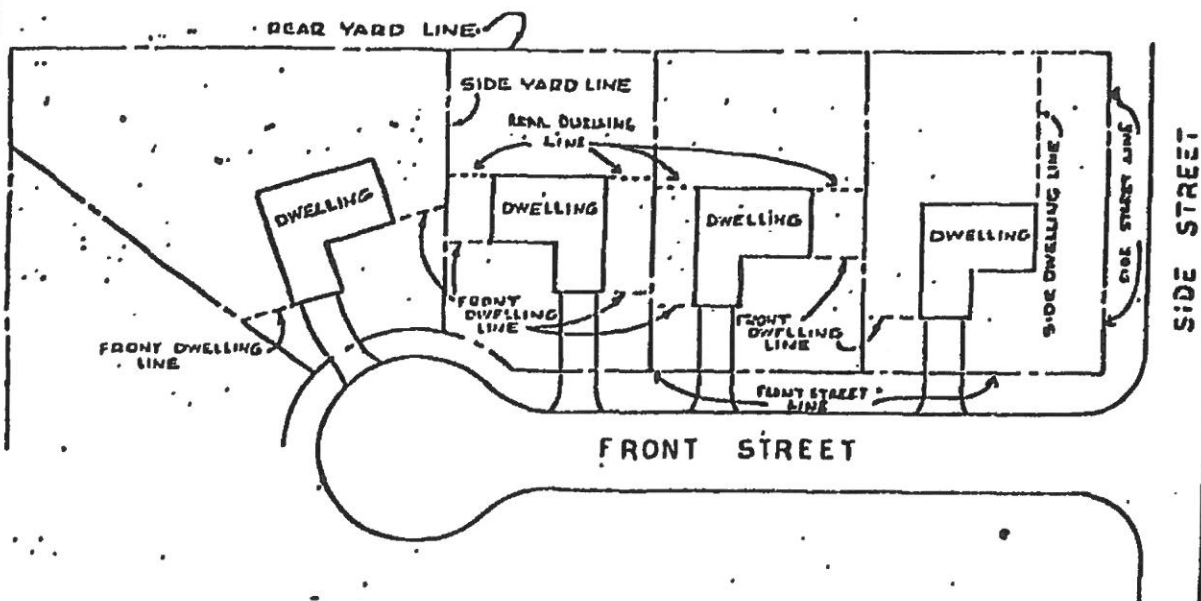 REAR YARD LINE
SIDE YARD LINE
REAL DWELLING
LINE
DWELLING
DWELLING
DWELLING
DWELLING
FRONT
DWELLING
LINE
FRONT
DWELLING
LINE
FRONT DWELLING
LINE
FRONT STREET
LINE
SIDE DWELLING LINE
SIDE STREET LINE
SIDE STREET
FRONT STREET